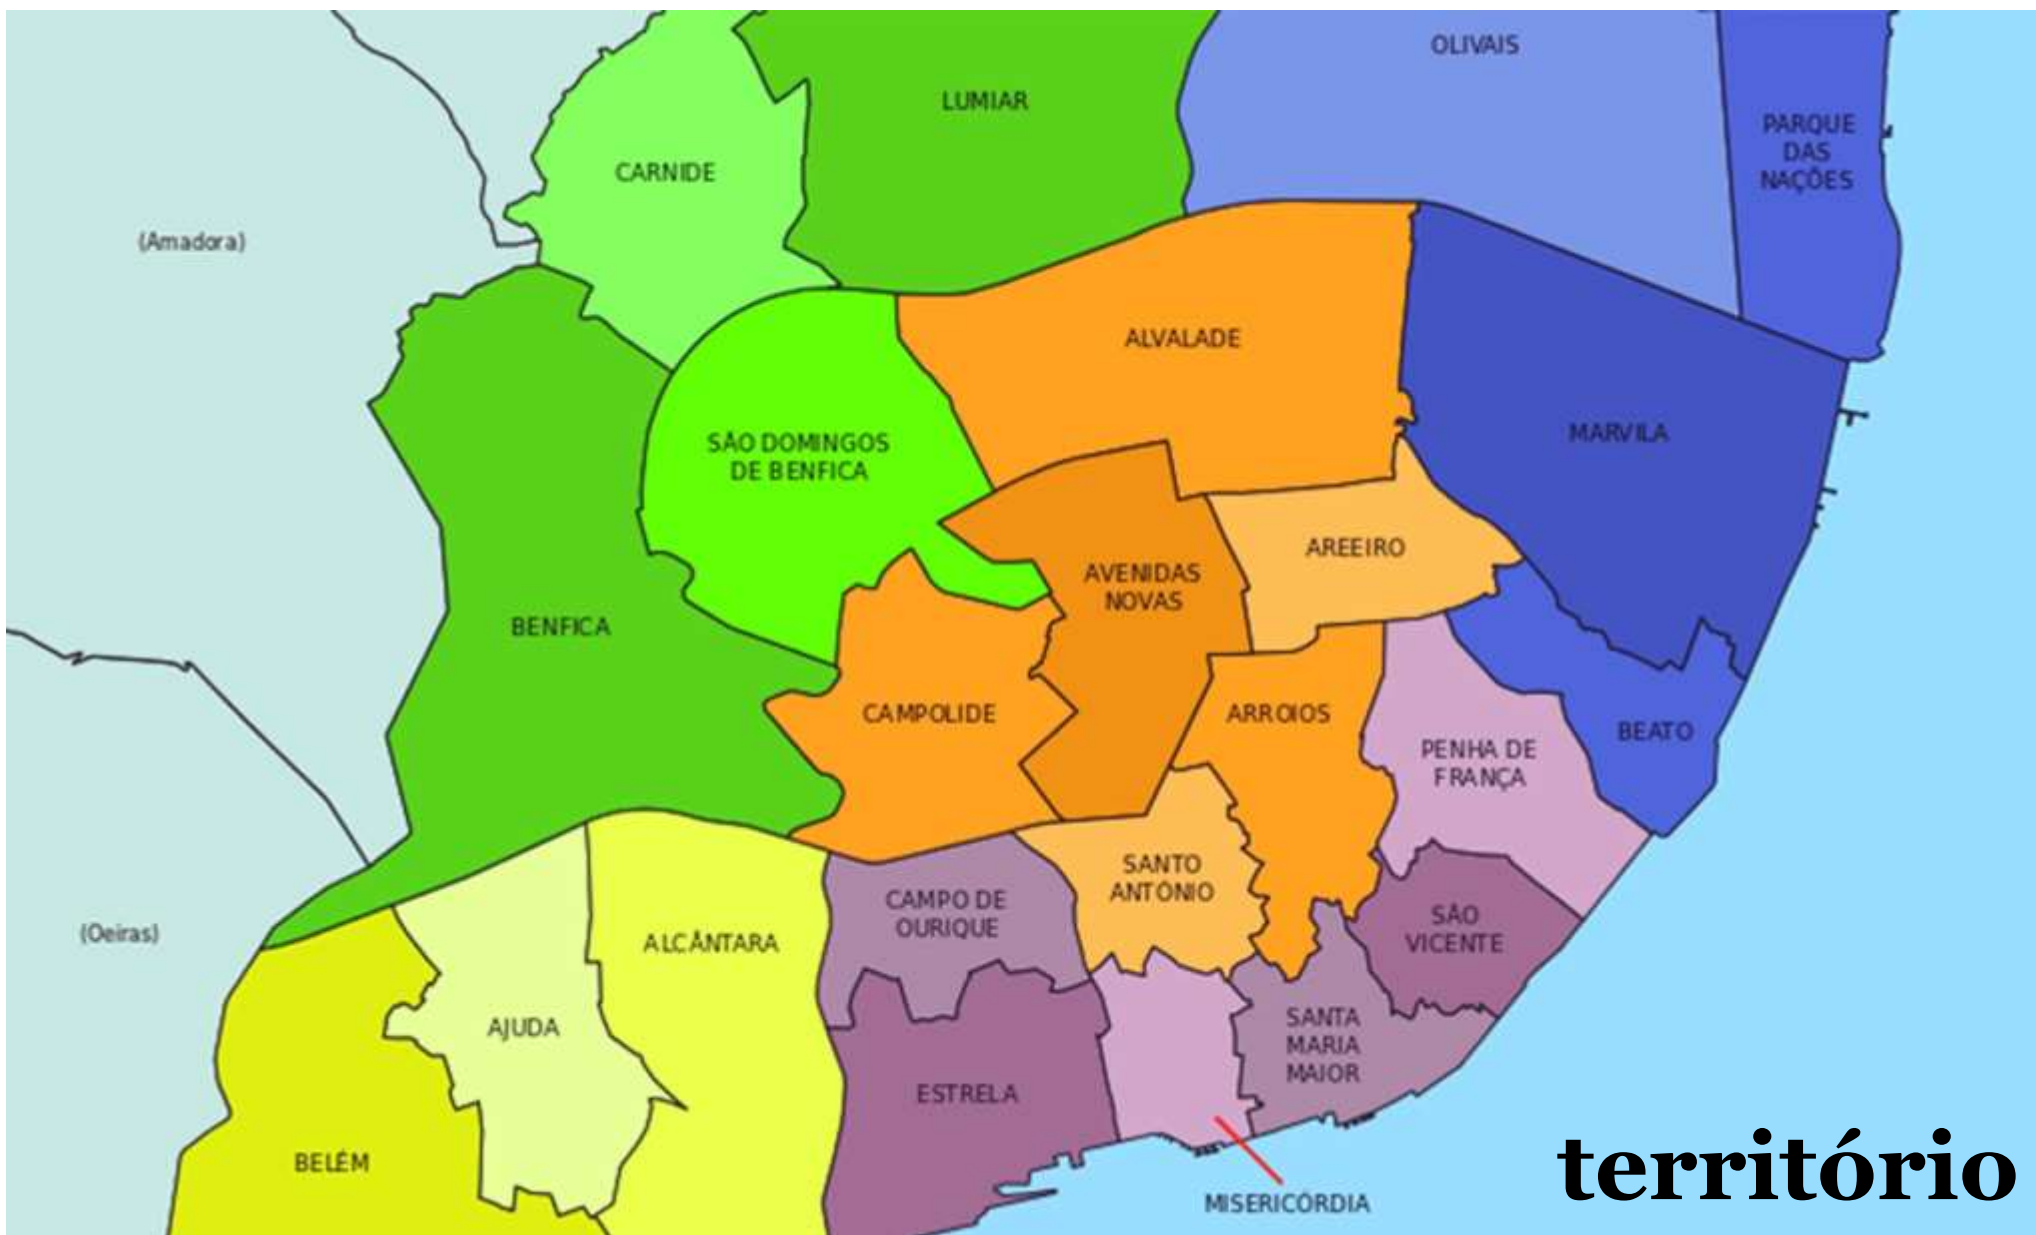 OLIVAIS
LUMIAR
PARQUE
DAS
NAÇÕES
CARNIDE
(Amadora)
ALVALADE
MARVILA
SÃO DOMINGOS
DE BENFICA
AREEIRO
AVENIDAS
NOVAS
BENFICA
CAMPOLIDE
ARROIOS
BEATO
PENHA DE
FRANÇA
SANTO
ANTÓNIO
CAMPO DE
OURIQUE
SÃO
VICENTE
(Oeiras)
ALCÂNTARA
AJUDA
SANTA
MARIA
MAIOR
ESTRELA
BELÉM
MISERICÓRDIA
território